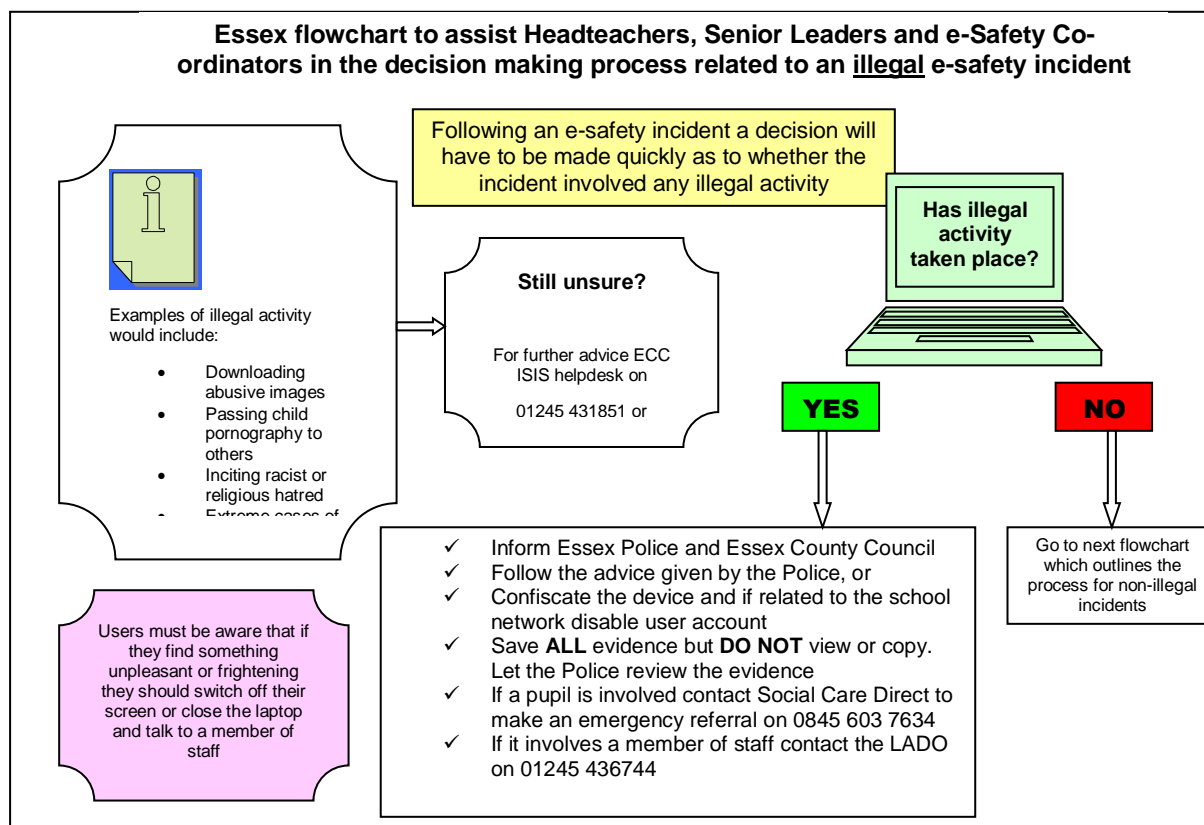 Essex flowchart to assist Headteachers, Senior Leaders and e-Safety Co-
ordinators in the decision making process related to an illegal e-safety incident
Following an e-safety incident a decision will
have to be made quickly as to whether the
incident involved any illegal activity
Has illegal
activity
taken place?
Examples of illegal activity
would include:
• Downloading
abusive images
• Passing child
pornography to
others
• Inciting racist or
religious hatred
• Extreme cases of
Still unsure?
For further advice ECC
ISIS helpdesk on
01245 431851 or
YES
NO
✓ Inform Essex Police and Essex County Council
✓ Follow the advice given by the Police, or
✓ Confiscate the device and if related to the school
network disable user account
✓ Save ALL evidence but DO NOT view or copy.
Let the Police review the evidence
✓ If a pupil is involved contact Social Care Direct to
make an emergency referral on 0845 603 7634
✓ If it involves a member of staff contact the LADO
on 01245 436744
Go to next flowchart
which outlines the
process for non-illegal
incidents
Users must be aware that if
they find something
unpleasant or frightening
they should switch off their
screen or close the laptop
and talk to a member of
staff